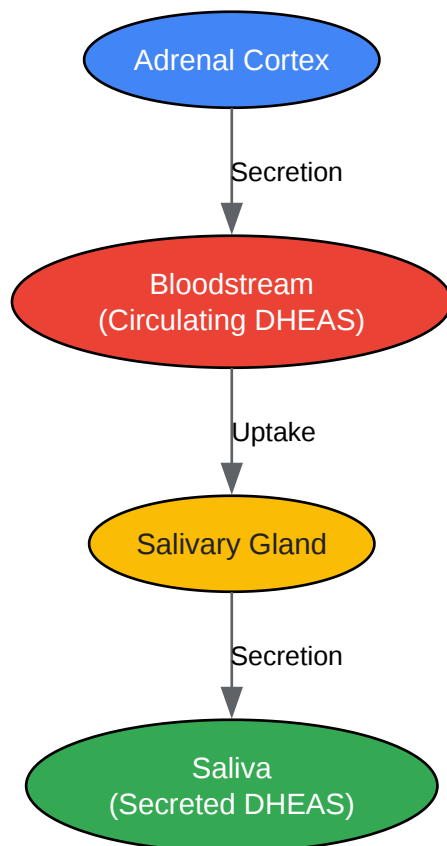 Adrenal Cortex
Secretion
Bloodstream
(Circulating DHEAS)
Uptake
Salivary Gland
Secretion
Saliva
(Secreted DHEAS)